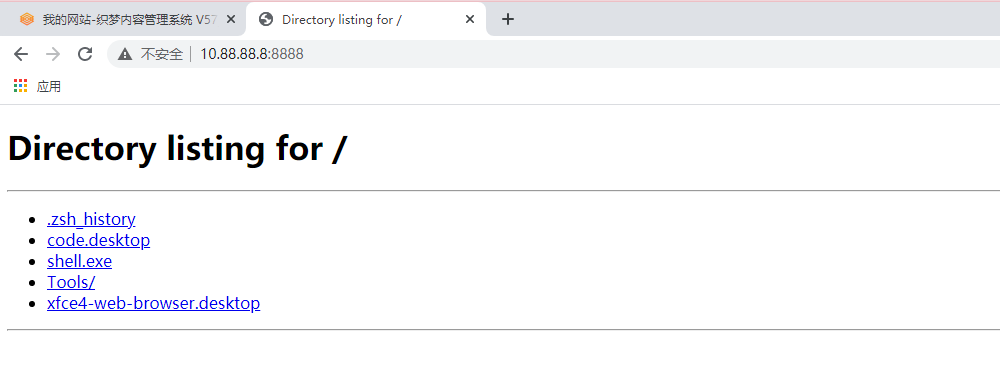 我的网站-织梦内容管理系统 V57
Directory listing for /
不安全 | 10.88.88.8:8888
应用
Directory listing for /
.zsh_history
code.desktop
shell.exe
Tools/
xfce4-web-browser.desktop